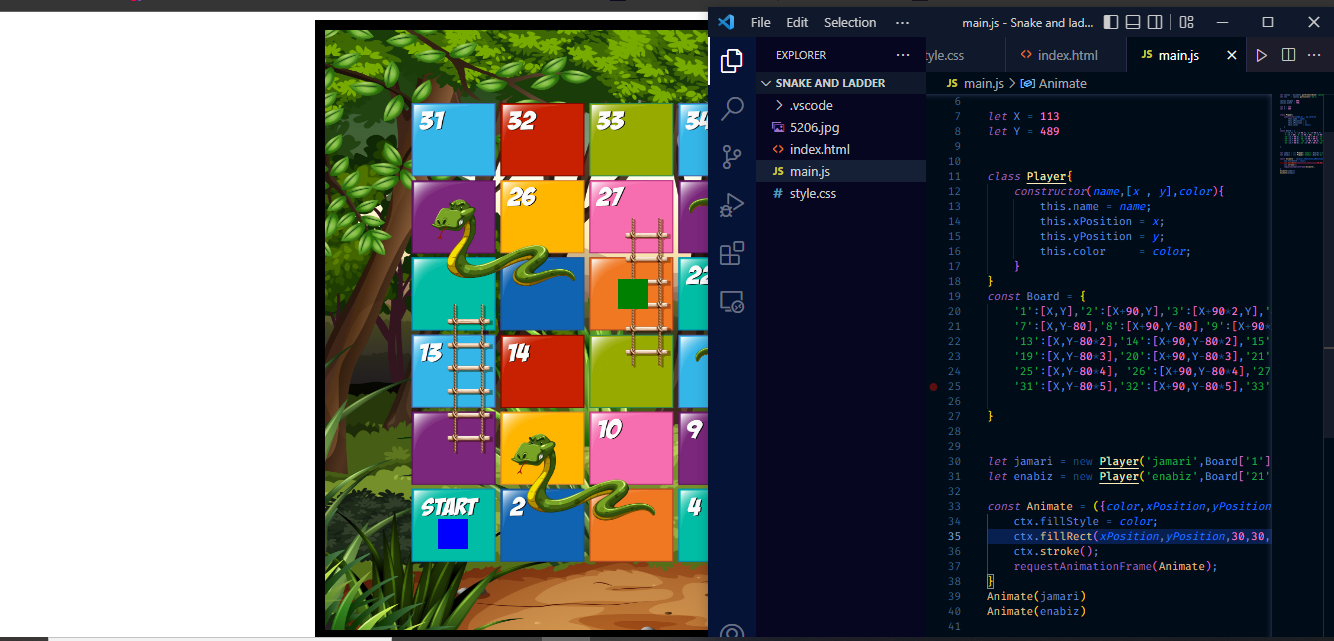 31 32 33 34
26 27
22
13 14
10 9
START 2 4
File Edit Selection ··· main.js - Snake and lad...
EXPLORER ···
SNAKE AND LADDER
.vscode
5206.jpg
<> index.html
JS main.js
# style.css
tyle.css <> index.html JS main.js
JS main.js > Animate
6
7 let X = 113
8 let Y = 489
9
10
11 class Player{
12 constructor(name,[x , y],color){
13 this.name = name;
14 this.xPosition = x;
15 this.yPosition = y;
16 this.color = color;
17 }
18 }
19 const Board = {
20 '1':[X,Y],'2':[X+90,Y],'3':[X+90*2,Y],'
21 '7':[X,Y-80],'8':[X+90,Y-80],'9':[X+90*
22 '13':[X,Y-80*2],'14':[X+90,Y-80*2],'15'
23 '19':[X,Y-80*3],'20':[X+90,Y-80*3],'21'
24 '25':[X,Y-80*4], '26':[X+90,Y-80*4],'27
25 '31':[X,Y-80*5],'32':[X+90,Y-80*5],'33'
26
27 }
28
29
30 let jamari = new Player('jamari',Board['1']
31 let enabiz = new Player('enabiz',Board['21'
32
33 const Animate = ({color,xPosition,yPosition
34 ctx.fillStyle = color;
35 ctx.fillRect(xPosition,yPosition,30,30,
36 ctx.stroke();
37 requestAnimationFrame(Animate);
38 }
39 Animate(jamari)
40 Animate(enabiz)
41